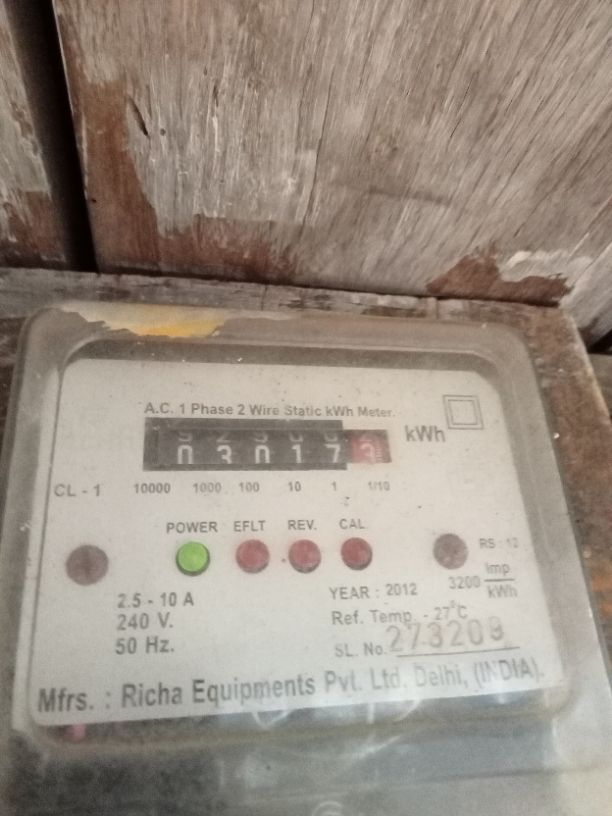 A.C. 1 Phase 2 Wire Static kWh Meter.
03017 3 kWh
CL - 1 10000 1000 100 10 1 1/10
POWER EFLT REV. CAL
RS : 12
2.5 - 10 A YEAR : 2012 3200 Imp/kWh
240 V. Ref. Temp. - 27°C
50 Hz. SL. No. 273209
Mfrs. : Richa Equipments Pvt. Ltd. Delhi, (INDIA).